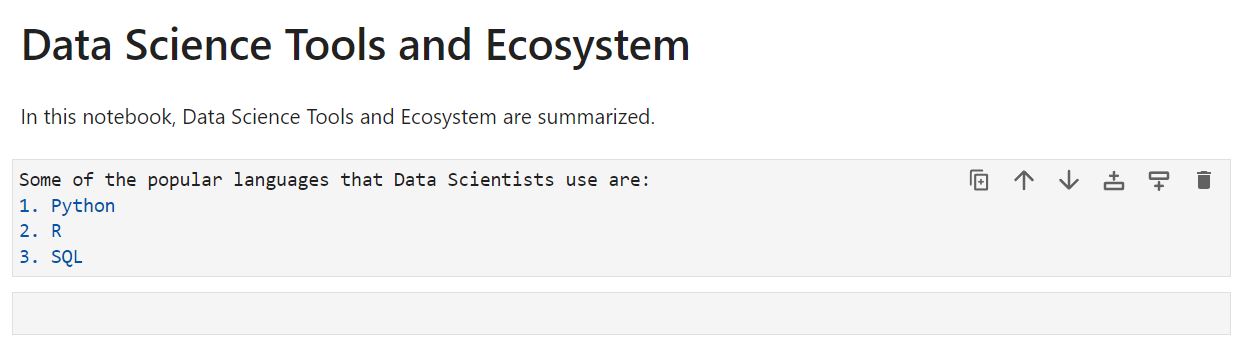 Data Science Tools and Ecosystem
In this notebook, Data Science Tools and Ecosystem are summarized.
Some of the popular languages that Data Scientists use are:
1. Python
2. R
3. SQL